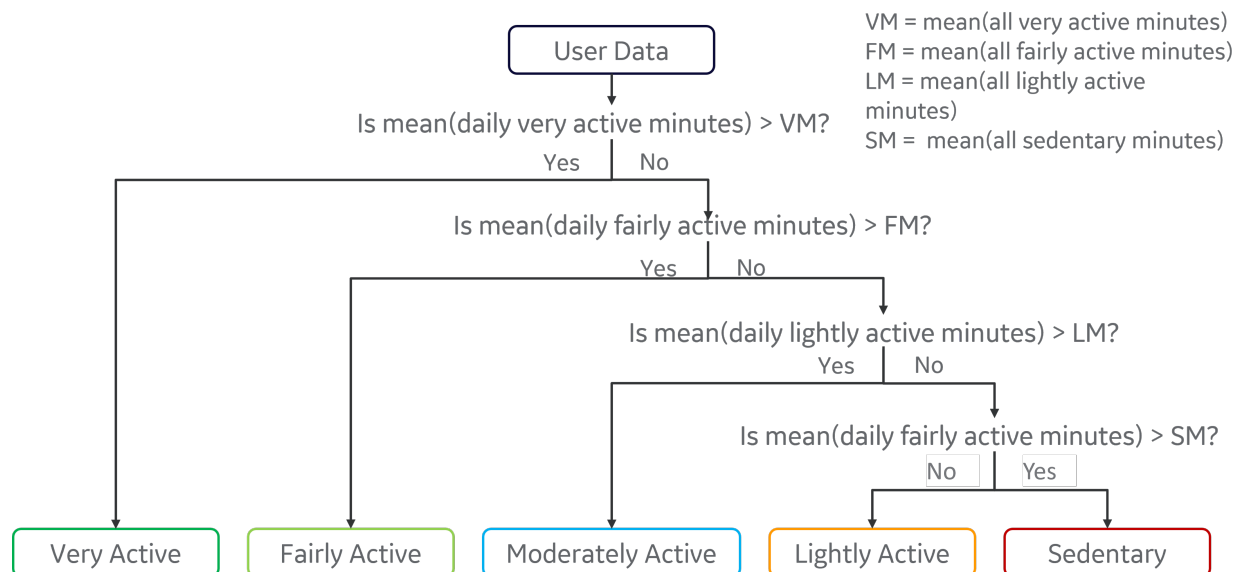 User Data
VM = mean(all very active minutes)
FM = mean(all fairly active minutes)
LM = mean(all lightly active
minutes)
SM =  mean(all sedentary minutes)
Is mean(daily very active minutes) > VM?
Yes
No
Is mean(daily fairly active minutes) > FM?
Yes
No
Is mean(daily lightly active minutes) > LM?
Yes
No
Is mean(daily fairly active minutes) > SM?
No
Yes
Very Active
Fairly Active
Moderately Active
Lightly Active
Sedentary